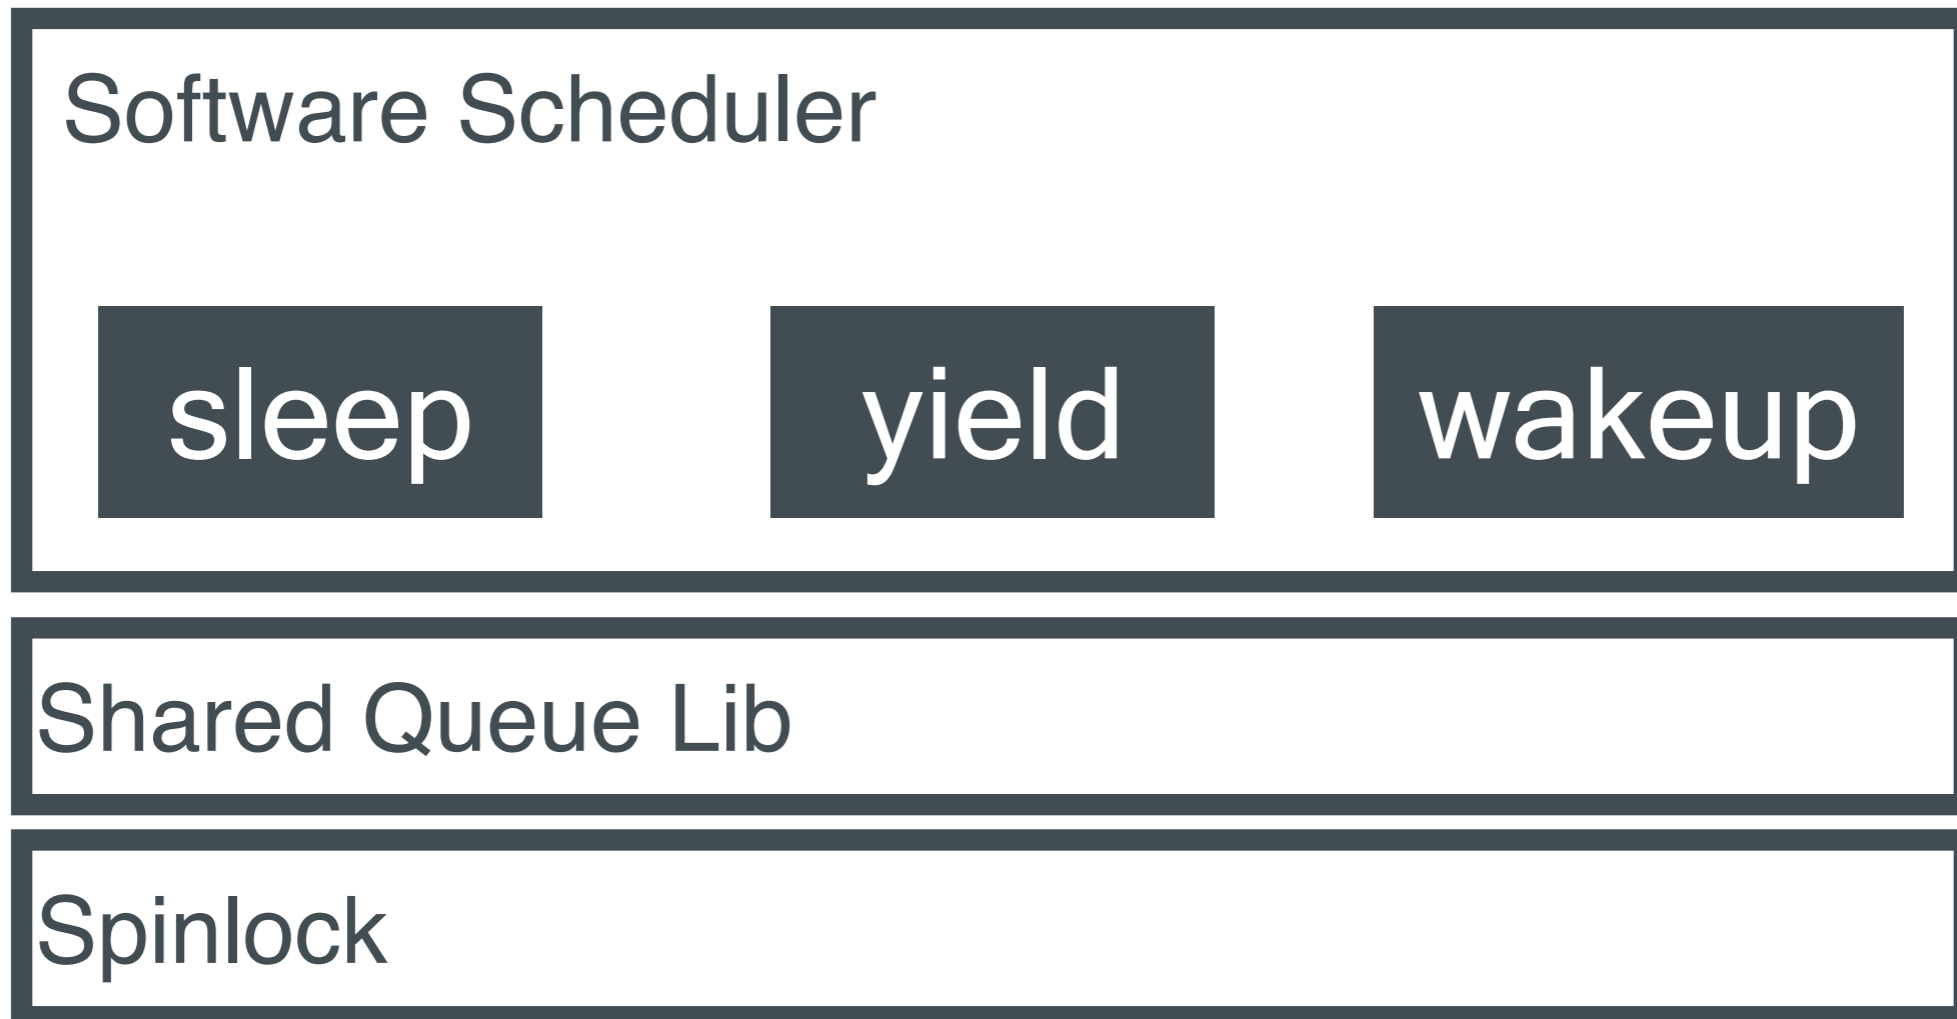 Software Scheduler
sleep yield wakeup
Shared Queue Lib
Spinlock